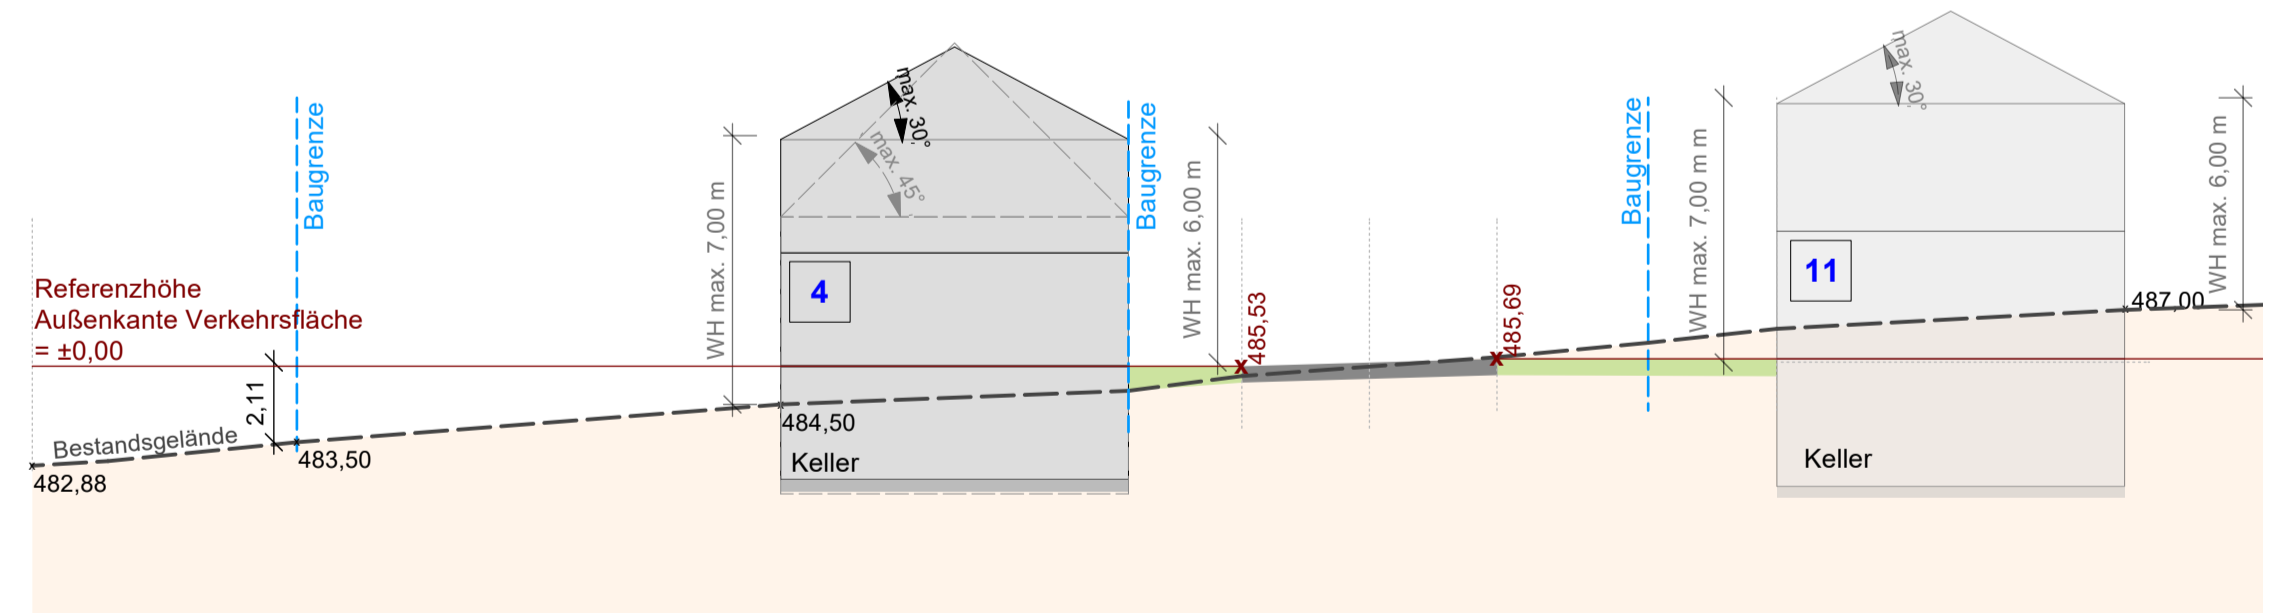 Referenzhöhe
Außenkante Verkehrsfläche
= ±0,00
2,11
Bestandsgelände
482,88
Baugrenze
483,50
WH max. 7,00 m
max. 30°
max. 45°
4
484,50
Keller
Baugrenze
WH max. 6,00 m
485,53
485,69
Baugrenze
WH max. 7,00 m m
max. 30°
11
Keller
487,00
WH max. 6,00 m